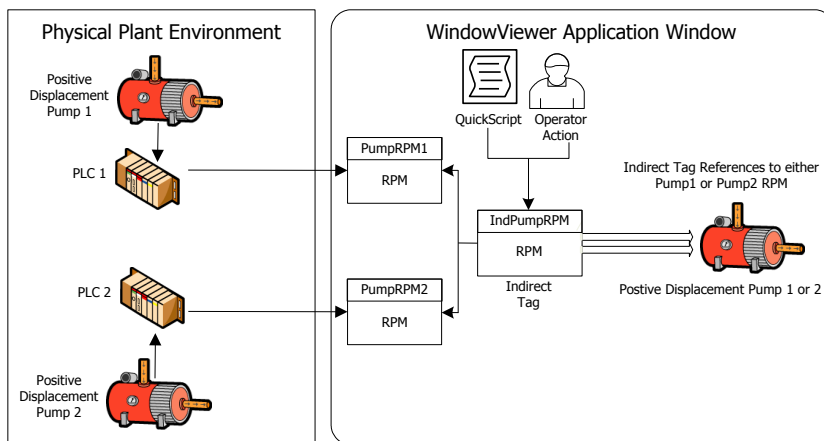 Physical Plant Environment
Positive
Displacement
Pump 1
PLC 1
PLC 2
Positive
Displacement
Pump 2
WindowViewer Application Window
QuickScript
Operator
Action
PumpRPM1
RPM
PumpRPM2
RPM
IndPumpRPM
RPM
Indirect
Tag
Indirect Tag References to either
Pump1 or Pump2 RPM
Postive Displacement Pump 1 or 2